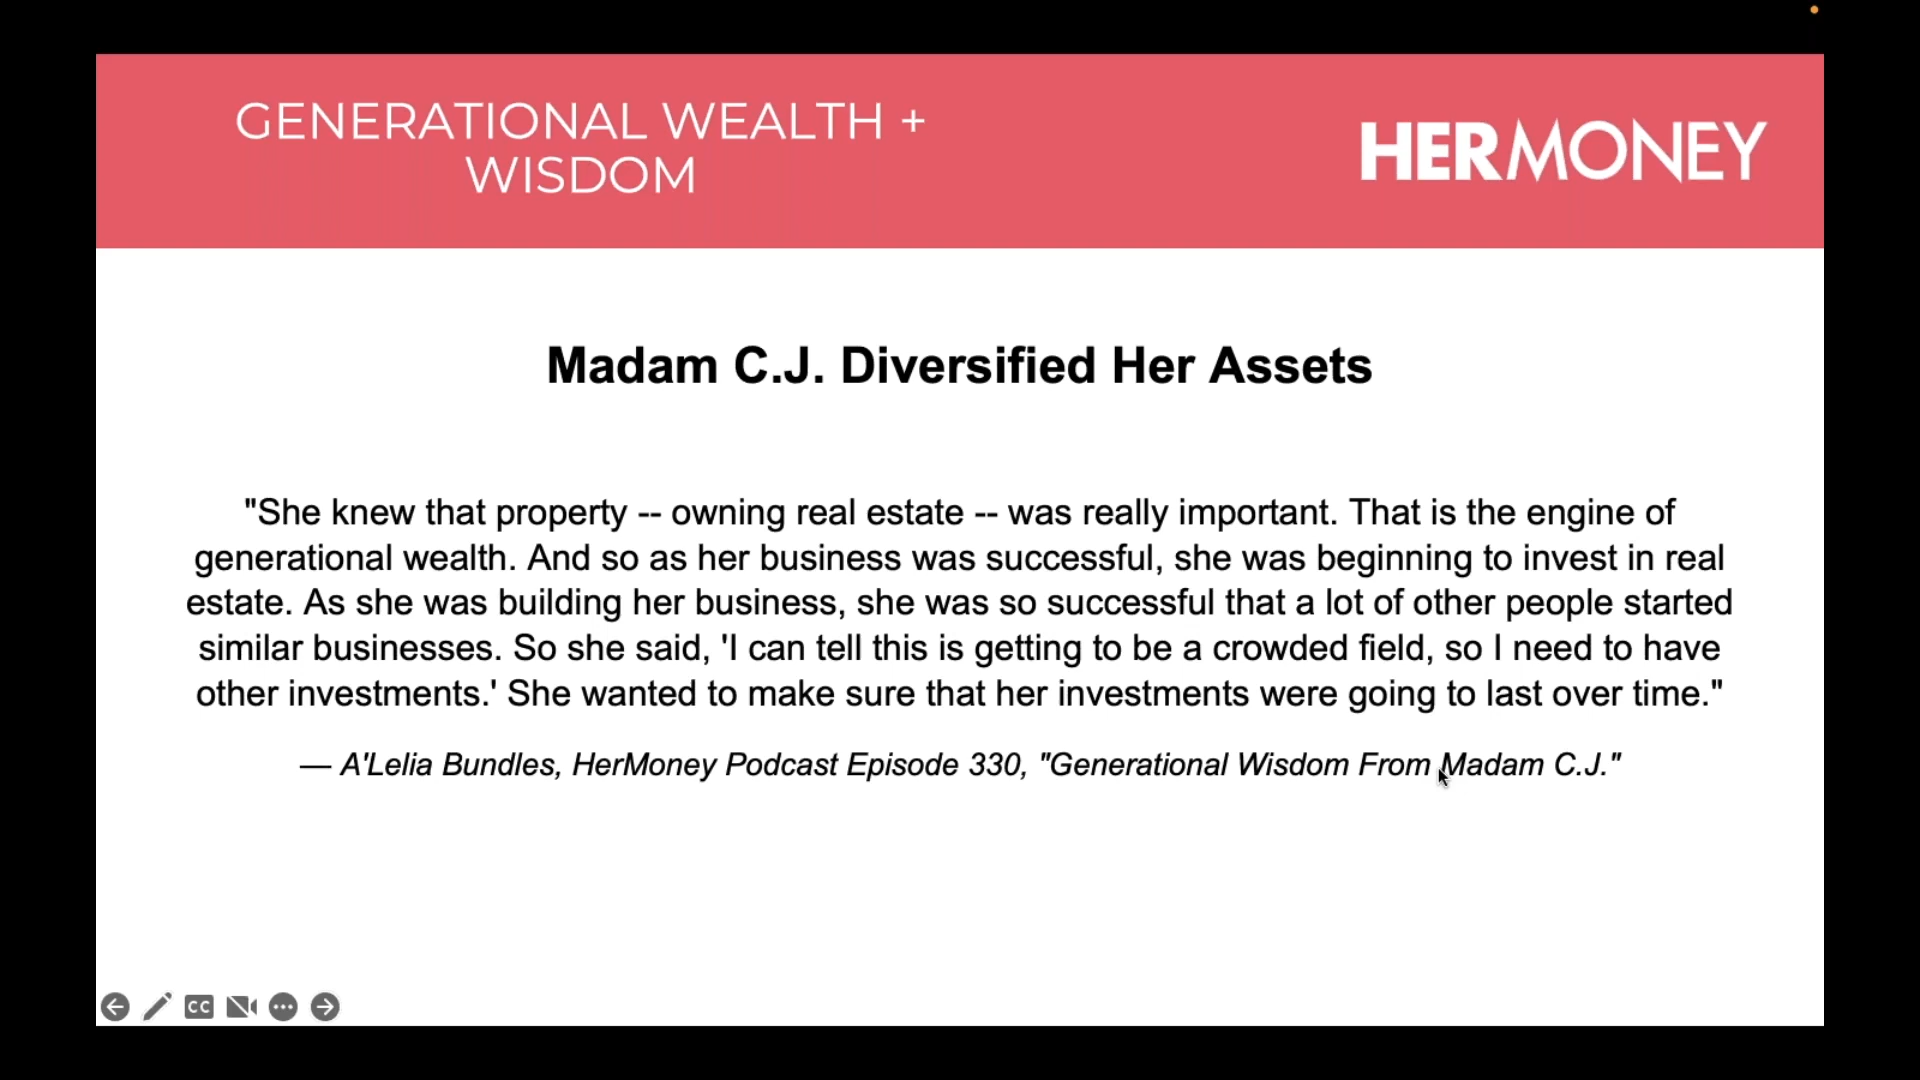 GENERATIONAL WEALTH +
WISDOM
HERMONEY
Madam C.J. Diversified Her Assets
"She knew that property -- owning real estate -- was really important. That is the engine of
generational wealth. And so as her business was successful, she was beginning to invest in real
estate. As she was building her business, she was so successful that a lot of other people started
similar businesses. So she said, 'I can tell this is getting to be a crowded field, so I need to have
other investments.' She wanted to make sure that her investments were going to last over time."
— A'Lelia Bundles, HerMoney Podcast Episode 330, "Generational Wisdom From Madam C.J."
CC